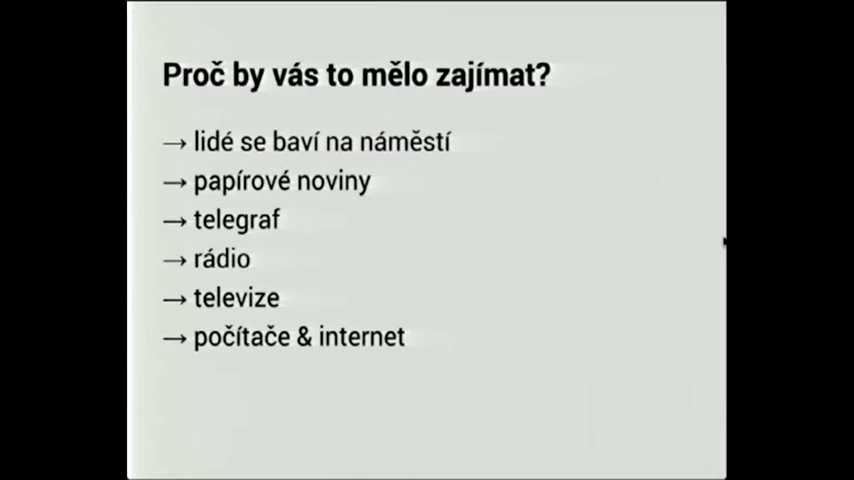 Proč by vás to mělo zajímat?
→ lidé se baví na náměstí
→ papírové noviny
→ telegraf
→ rádio
→ televize
→ počítače & internet